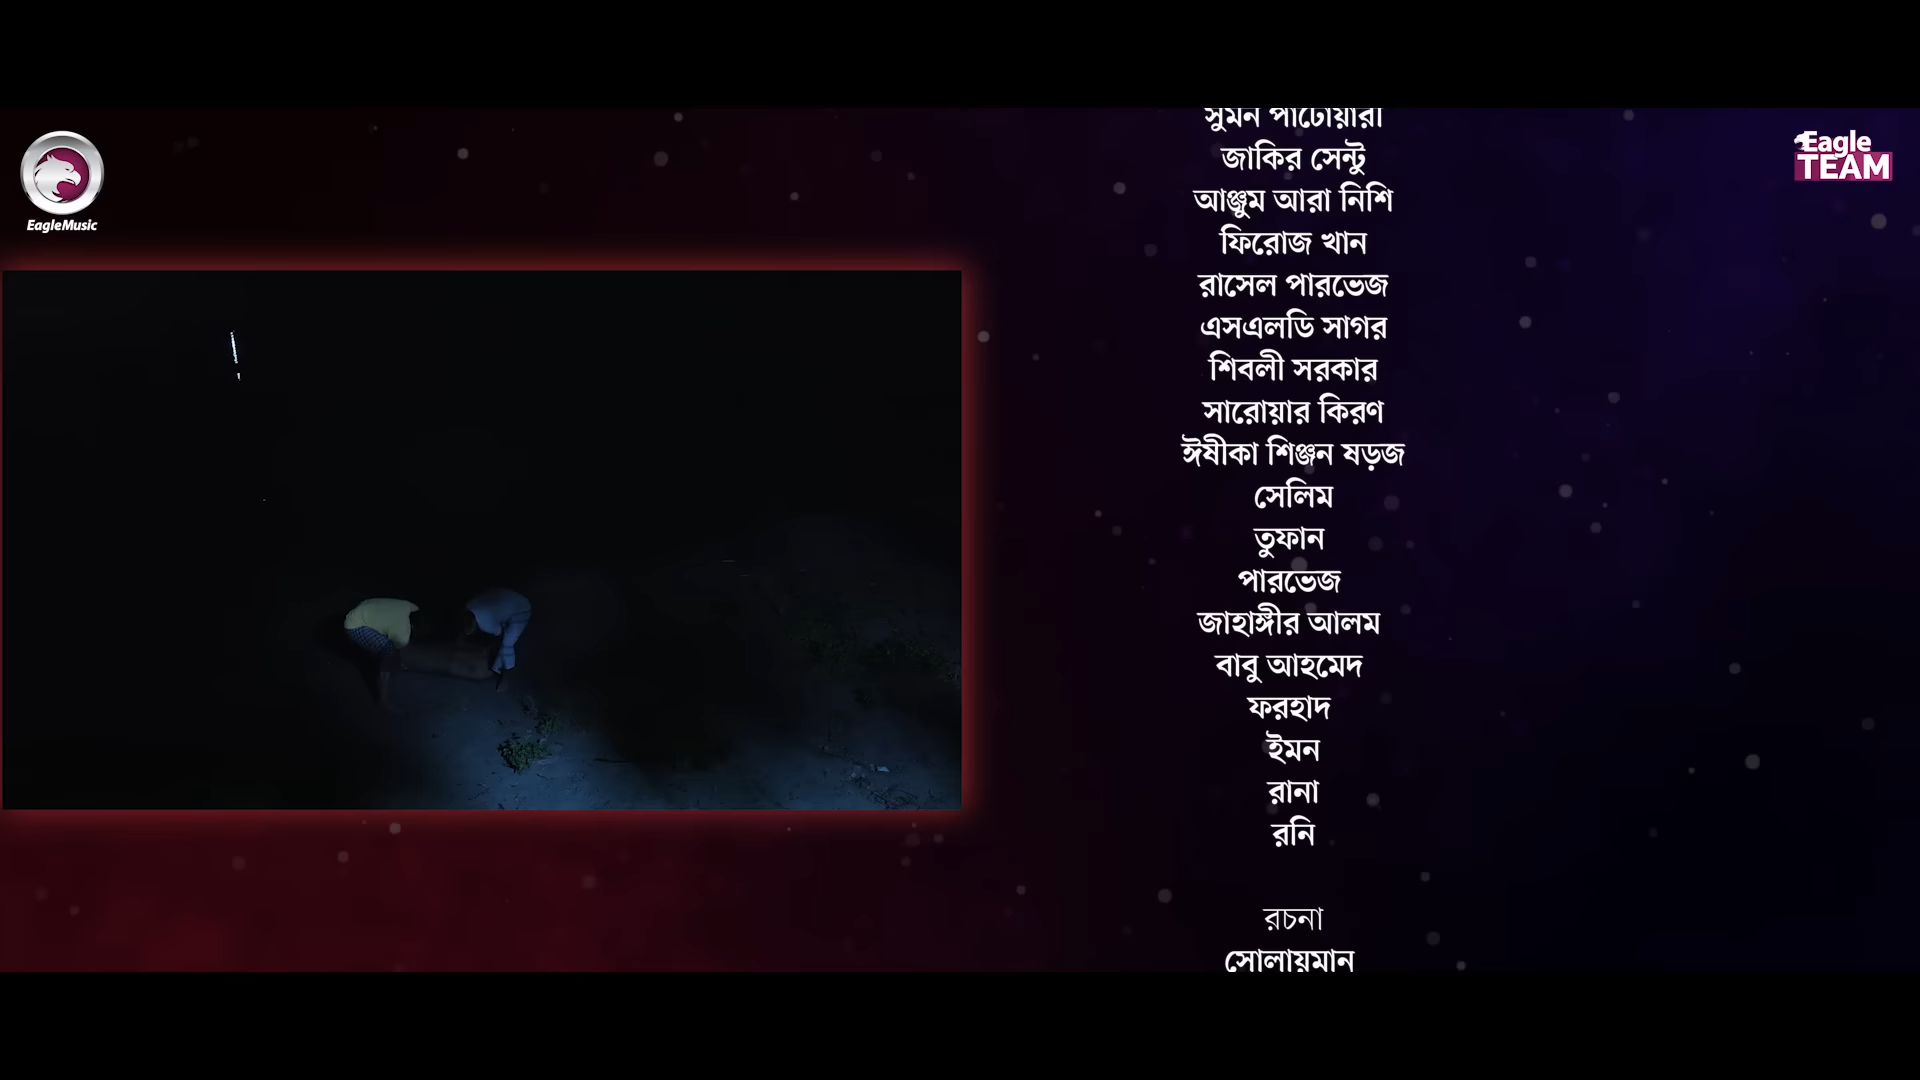 সুমন পাটোয়ারী
জাকির সেন্টু
আঞ্জুম আরা নিশি
ফিরোজ খান
রাসেল পারভেজ
এসএলডি সাগর
শিবলী সরকার
সারোয়ার কিরণ
ঈষীকা শিঞ্জন ষড়জ
সেলিম
তুফান
পারভেজ
জাহাঙ্গীর আলম
বাবু আহমেদ
ফরহাদ
ইমন
রানা
রনি
রচনা
সোলায়মান
EagleMusic
Eagle
TEAM